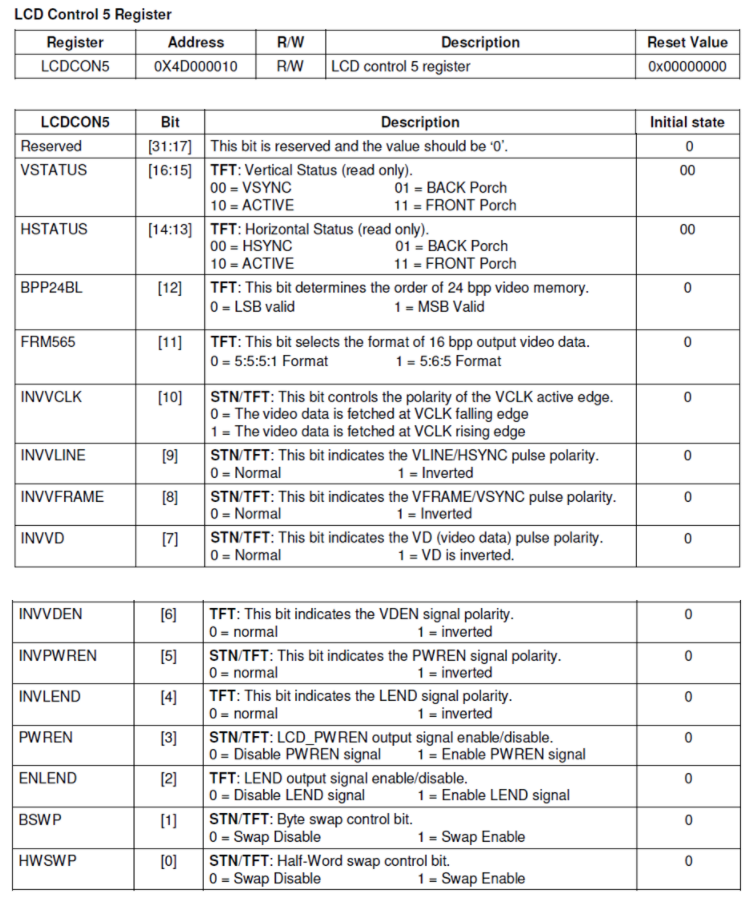 LCD Control 5 Register
Register Address R/W Description Reset Value
LCDCON5 0X4D000010 R/W LCD control 5 register 0x00000000
LCDCON5 Bit Description Initial state
Reserved [31:17] This bit is reserved and the value should be ‘0’. 0
VSTATUS [16:15] TFT: Vertical Status (read only). 00
00 = VSYNC 01 = BACK Porch
10 = ACTIVE 11 = FRONT Porch
HSTATUS [14:13] TFT: Horizontal Status (read only). 00
00 = HSYNC 01 = BACK Porch
10 = ACTIVE 11 = FRONT Porch
BPP24BL [12] TFT: This bit determines the order of 24 bpp video memory. 0
0 = LSB valid 1 = MSB Valid
FRM565 [11] TFT: This bit selects the format of 16 bpp output video data. 0
0 = 5:5:5:1 Format 1 = 5:6:5 Format
INVVCLK [10] STN/TFT: This bit controls the polarity of the VCLK active edge. 0
0 = The video data is fetched at VCLK falling edge
1 = The video data is fetched at VCLK rising edge
INVVLINE [9] STN/TFT: This bit indicates the VLINE/HSYNC pulse polarity. 0
0 = Normal 1 = Inverted
INVVFRAME [8] STN/TFT: This bit indicates the VFRAME/VSYNC pulse polarity. 0
0 = Normal 1 = Inverted
INVVD [7] STN/TFT: This bit indicates the VD (video data) pulse polarity. 0
0 = Normal 1 = VD is inverted.
INVVDEN [6] TFT: This bit indicates the VDEN signal polarity. 0
0 = normal 1 = inverted
INVPWREN [5] STN/TFT: This bit indicates the PWREN signal polarity. 0
0 = normal 1 = inverted
INVLEND [4] TFT: This bit indicates the LEND signal polarity. 0
0 = normal 1 = inverted
PWREN [3] STN/TFT: LCD_PWREN output signal enable/disable. 0
0 = Disable PWREN signal 1 = Enable PWREN signal
ENLEND [2] TFT: LEND output signal enable/disable. 0
0 = Disable LEND signal 1 = Enable LEND signal
BSWP [1] STN/TFT: Byte swap control bit. 0
0 = Swap Disable 1 = Swap Enable
HWSWP [0] STN/TFT: Half-Word swap control bit. 0
0 = Swap Disable 1 = Swap Enable